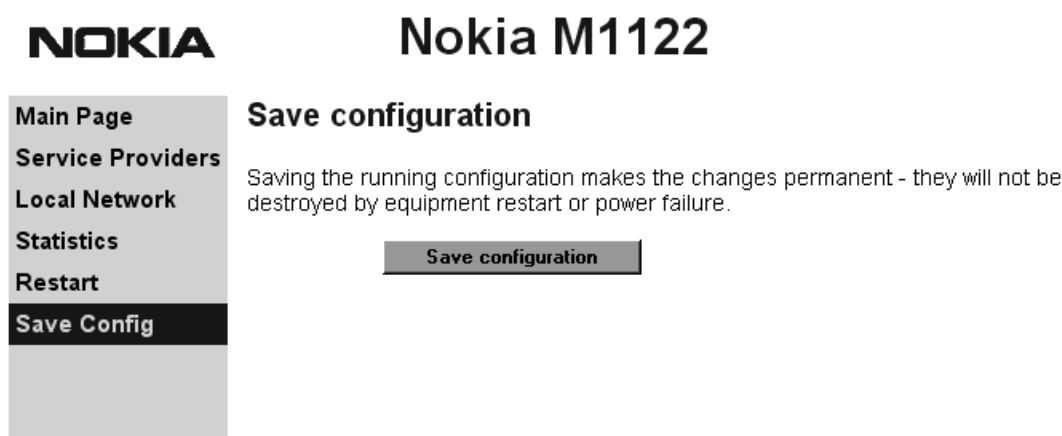 NOKIA
Nokia M1122
Main Page
Service Providers
Local Network
Statistics
Restart
Save Config
Save configuration
Saving the running configuration makes the changes permanent - they will not be
destroyed by equipment restart or power failure.
Save configuration